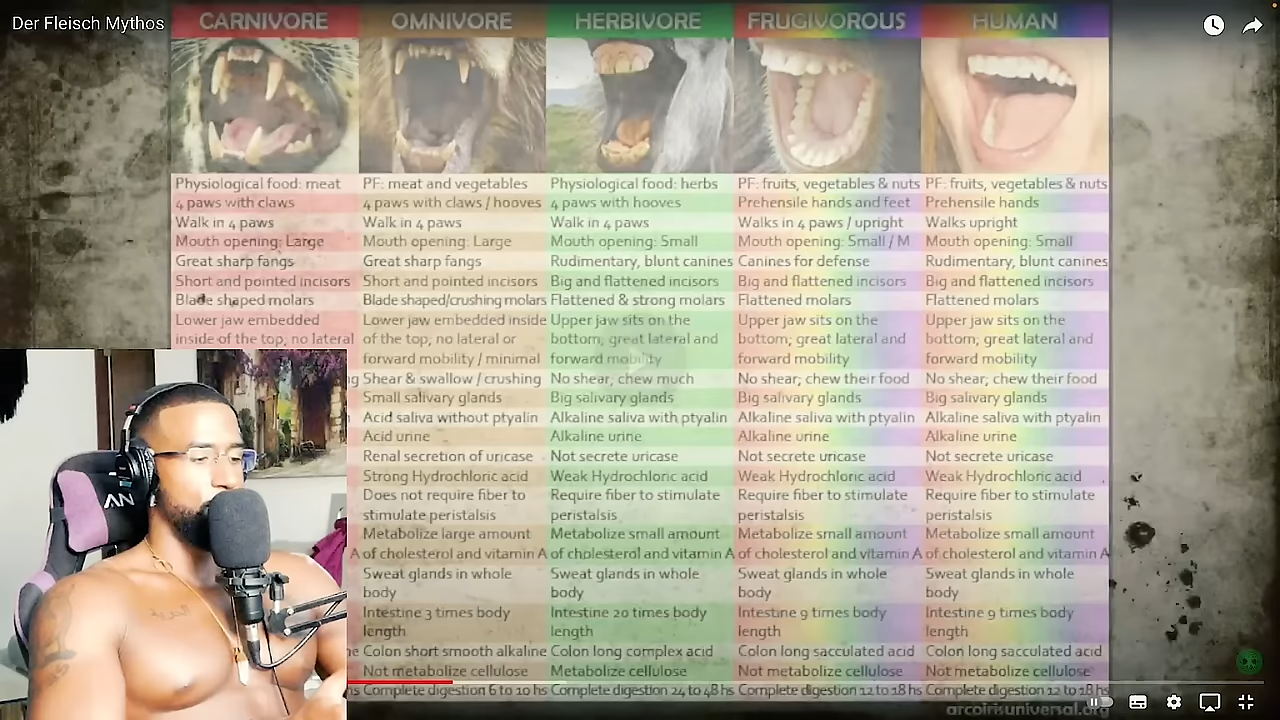 Der Fleisch Mythos
CARNIVORE OMNIVORE HERBIVORE FRUGIVOROUS HUMAN
Physiological food: meat PF: meat and vegetables Physiological food: herbs PF: fruits, vegetables & nuts PF: fruits, vegetables & nuts
4 paws with claws 4 paws with claws / hooves 4 paws with hooves Prehensile hands and feet Prehensile hands
Walk in 4 paws Walk in 4 paws Walk in 4 paws Walks in 4 paws / upright Walks upright
Mouth opening: Large Mouth opening: Large Mouth opening: Small Mouth opening: Small / M Mouth opening: Small
Great sharp fangs Great sharp fangs Rudimentary, blunt canines Canines for defense Rudimentary, blunt canines
Short and pointed incisors Short and pointed incisors Big and flattened incisors Big and flattened incisors Big and flattened incisors
Blade shaped molars Blade shaped/crushing molars Flattened & strong molars Flattened molars Flattened molars
Lower jaw embedded Lower jaw embedded inside Upper jaw sits on the Upper jaw sits on the Upper jaw sits on the
inside of the top; no lateral of the top; no lateral or bottom; great lateral and bottom; great lateral and bottom; great lateral and
forward mobility / minimal forward mobility forward mobility forward mobility
g Shear & swallow / crushing No shear; chew much No shear; chew their food No shear; chew their food
Small salivary glands Big salivary glands Big salivary glands Big salivary glands
Acid saliva without ptyalin Alkaline saliva with ptyalin Alkaline saliva with ptyalin Alkaline saliva with ptyalin
Acid urine Alkaline urine Alkaline urine Alkaline urine
Renal secretion of uricase Not secrete uricase Not secrete uricase Not secrete uricase
Strong Hydrochloric acid Weak Hydrochloric acid Weak Hydrochloric acid Weak Hydrochloric acid
Does not require fiber to Require fiber to stimulate Require fiber to stimulate Require fiber to stimulate
stimulate peristalsis peristalsis peristalsis peristalsis
Metabolize large amount Metabolize small amount Metabolize small amount Metabolize small amount
A of cholesterol and vitamin A of cholesterol and vitamin A of cholesterol and vitamin A of cholesterol and vitamin A
Sweat glands in whole Sweat glands in whole Sweat glands in whole Sweat glands in whole
body body body body
Intestine 3 times body Intestine 20 times body Intestine 9 times body Intestine 9 times body
length length length length
e Colon short smooth alkaline Colon long complex acid Colon long sacculated acid Colon long sacculated acid
Not metabolize cellulose Metabolize cellulose Not metabolize cellulose Not metabolize cellulose
hs Complete digestion 6 to 10 hs Complete digestion 24 to 48 hs Complete digestion 12 to 18 hs Complete digestion 12 to 18 hs
arcoirisuniversal.org
AN